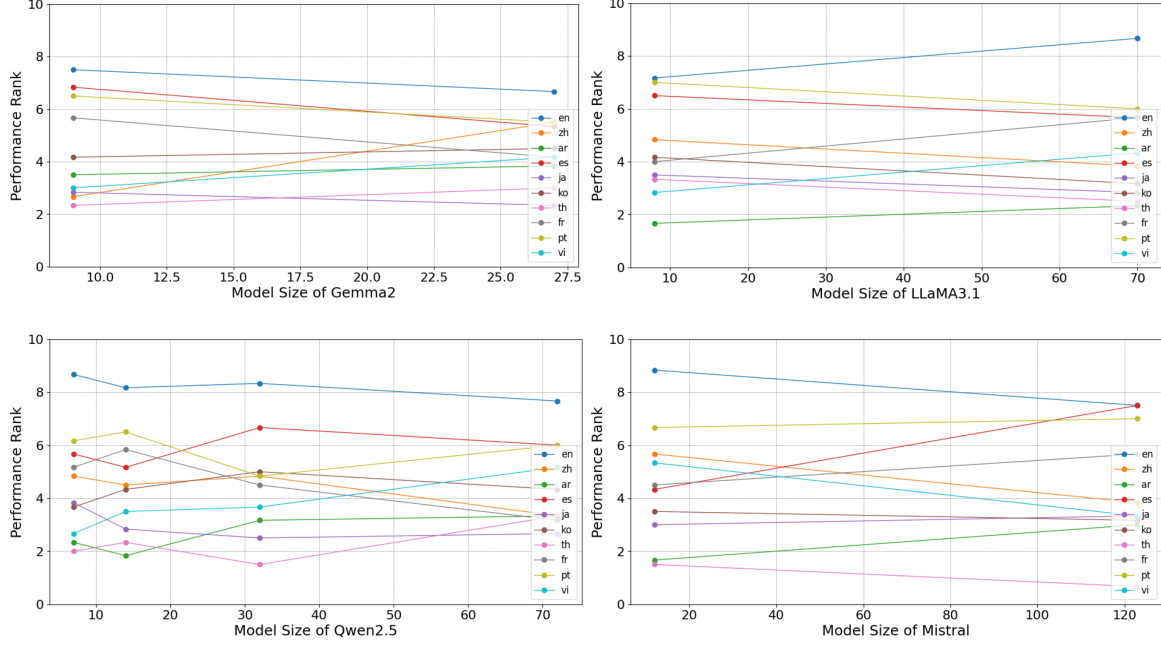 10
8
6
4
2
0
Performance Rank
10.0 12.5 15.0 17.5 20.0 22.5 25.0 27.5
Model Size of Gemma2
en
zh
ar
es
ja
ko
th
fr
pt
vi
10
8
6
4
2
0
Performance Rank
10 20 30 40 50 60 70
Model Size of LLaMA3.1
en
zh
ar
es
ja
ko
th
fr
pt
vi
10
8
6
4
2
0
Performance Rank
10 20 30 40 50 60 70
Model Size of Qwen2.5
en
zh
ar
es
ja
ko
th
fr
pt
vi
10
8
6
4
2
0
Performance Rank
20 40 60 80 100 120
Model Size of Mistral
en
zh
ar
es
ja
ko
th
fr
pt
vi